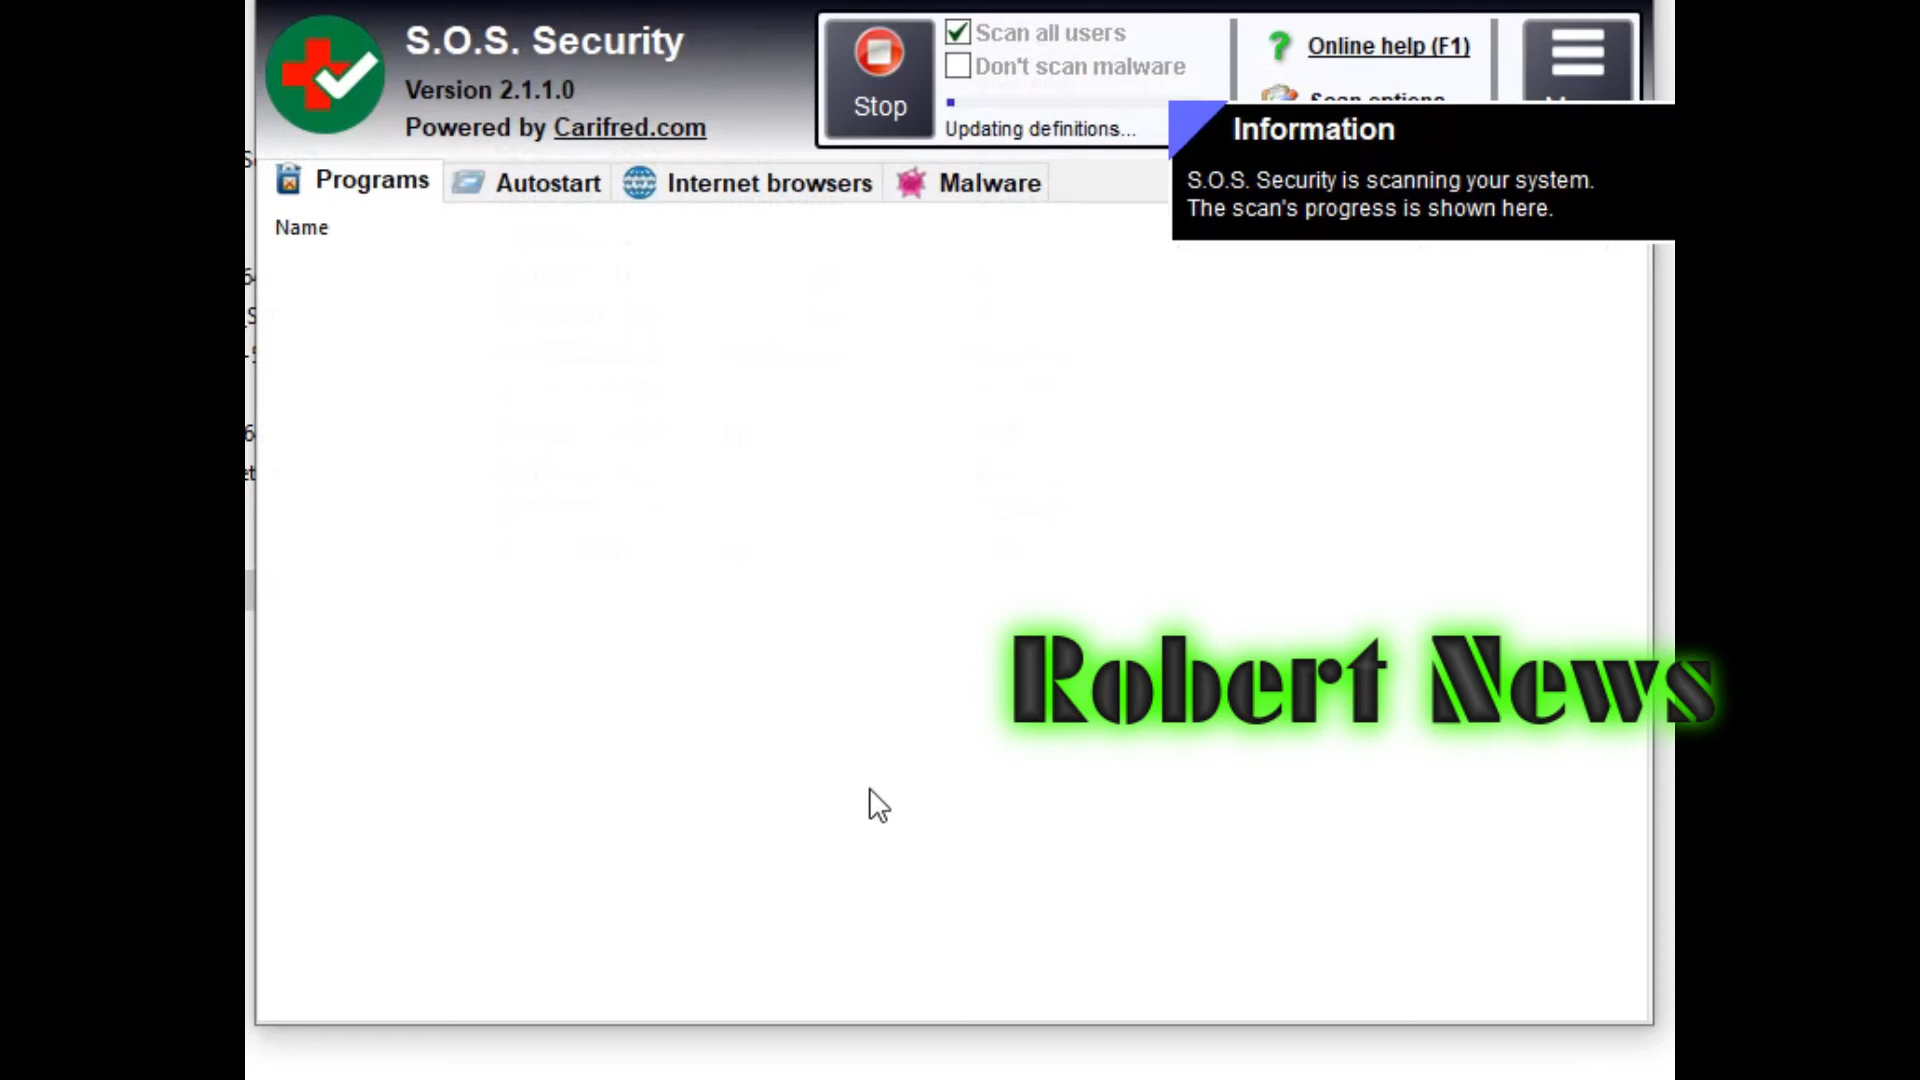 S.O.S. Security
Version 2.1.1.0
Powered by Carifred.com
Stop
Scan all users
Don't scan malware
Updating definitions...
Online help (F1)
Scan options
Information
S.O.S. Security is scanning your system.
The scan's progress is shown here.
Programs
Autostart
Internet browsers
Malware
Name
Robert News